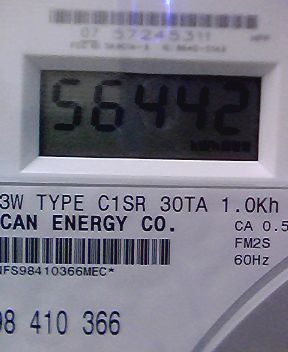 07 57245311
56442
3W TYPE C1SR 30TA 1.0Kh
CAN ENERGY CO. CA 0.5
FM2S
NFS98410366MEC* 60Hz
98 410 366